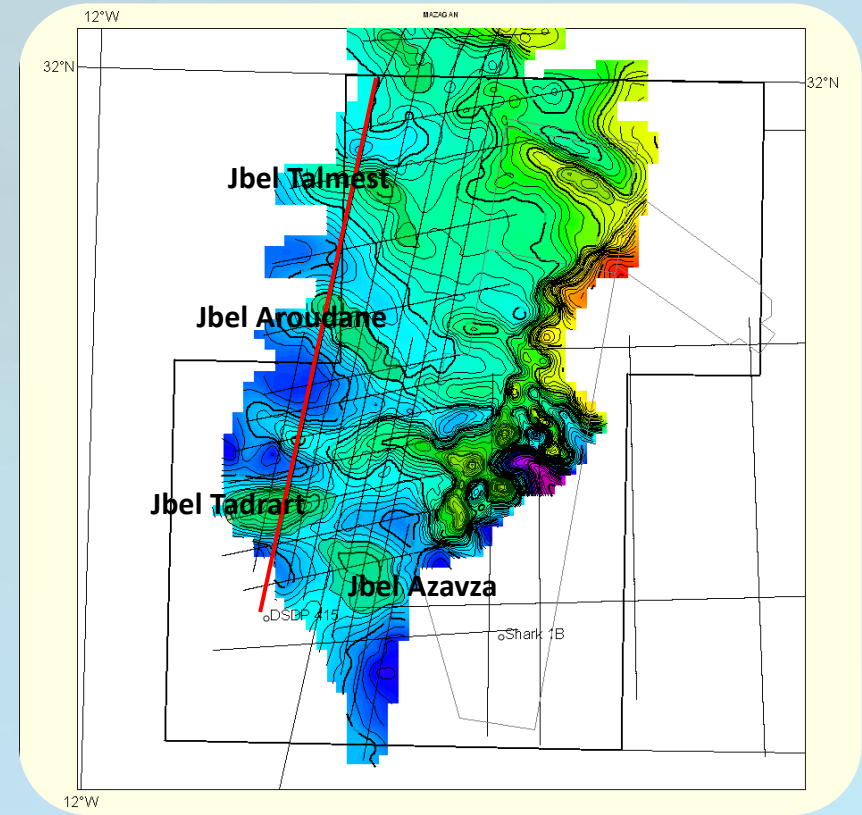 12°W
MAZAGAN
32°N
32°N
Jbel Talmest
Jbel Aroudane
Jbel Tadrart
Jbel Azavza
DSDP 415
Shark 1B
12°W